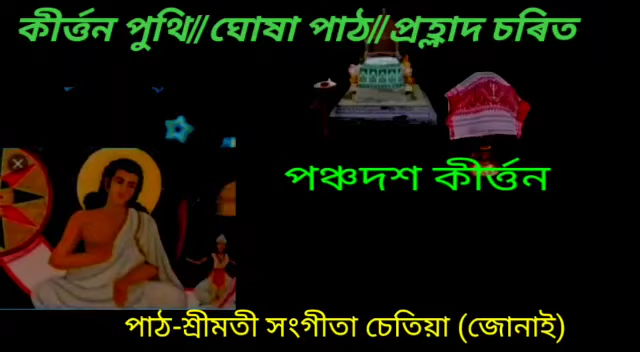 কীৰ্ত্তন পুথি//ঘোষা পাঠ//প্ৰহ্লাদ চৰিত
পঞ্চদশ কীৰ্ত্তন
পাঠ-শ্ৰীমতী সংগীতা চেতিয়া (জোনাই)